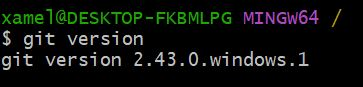 xamel@DESKTOP-FKBMLPG MINGW64 /
$ git version
git version 2.43.0.windows.1